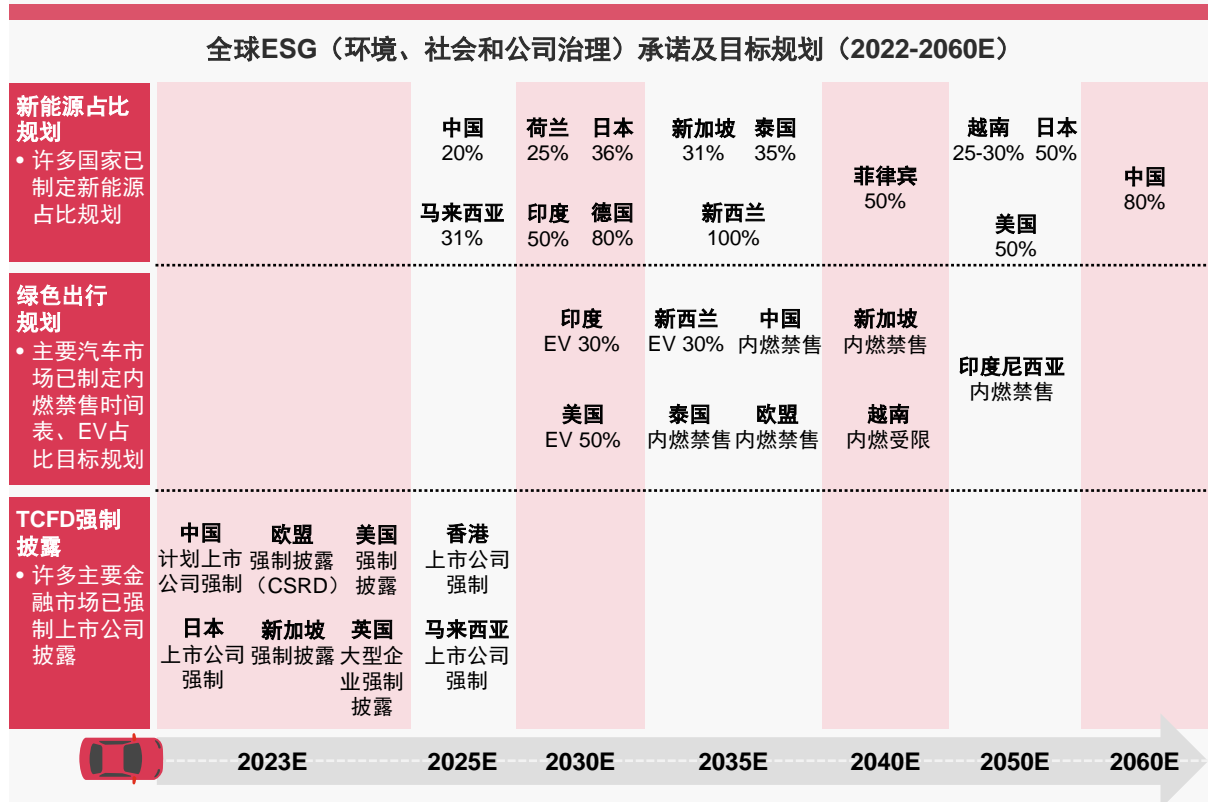 全球ESG（环境、社会和公司治理）承诺及目标规划（2022-2060E）
新能源占比
规划
• 许多国家已
制定新能源
占比规划
中国
20%
马来西亚
31%
荷兰 日本
25% 36%
印度 德国
50% 80%
新加坡 泰国
31% 35%
新西兰
100%
菲律宾
50%
越南 日本
25-30% 50%
美国
50%
中国
80%
绿色出行
规划
• 主要汽车市
场已制定内
燃禁售时间
表、EV占
比目标规划
印度
EV 30%
美国
EV 50%
新西兰 中国
EV 30% 内燃禁售
泰国 欧盟
内燃禁售 内燃禁售
新加坡
内燃禁售
越南
内燃受限
印度尼西亚
内燃禁售
TCFD强制
披露
• 许多主要金
融市场已强
制上市公司
披露
中国 欧盟 美国
计划上市 强制披露 强制
公司强制 （CSRD） 披露
日本 新加坡 英国
上市公司 强制披露 大型企
强制 业强制
披露
香港
上市公司
强制
马来西亚
上市公司
强制
2023E 2025E 2030E 2035E 2040E 2050E 2060E